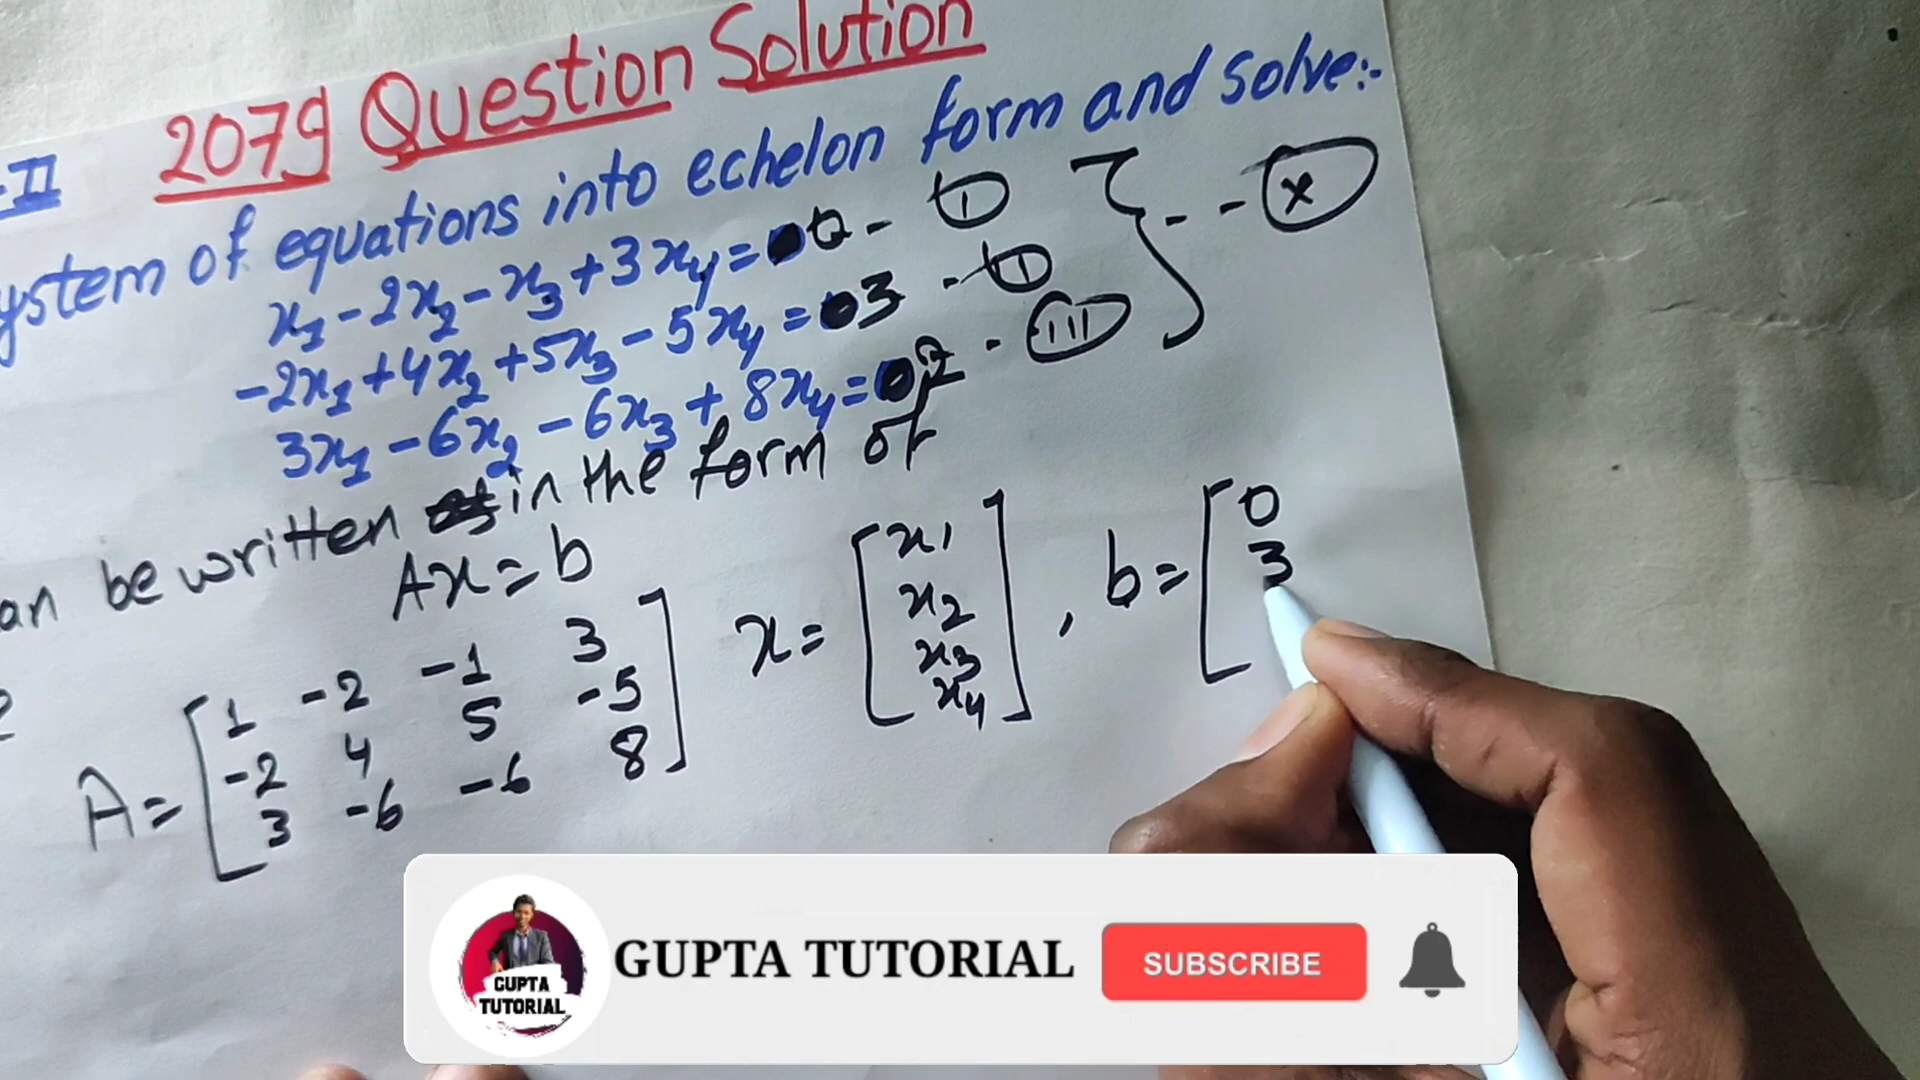 -II 2079 Question Solution
ystem of equations into echelon form and solve:-
x1 - 2x2 - x3 + 3x4 = 0 - (I)
-2x1 + 4x2 + 5x3 - 5x4 = 3 - (II)
3x1 - 6x2 - 6x3 + 8x4 = 2 - (III)
} - - (x)
an be written in the form of
Ax = b
A = [1 -2 -1 3
-2 4 5 -5
3 -6 -6 8]
x = [x1
x2
x3
x4]
, b = [0
3
GUPTA TUTORIAL
GUPTA TUTORIAL
SUBSCRIBE